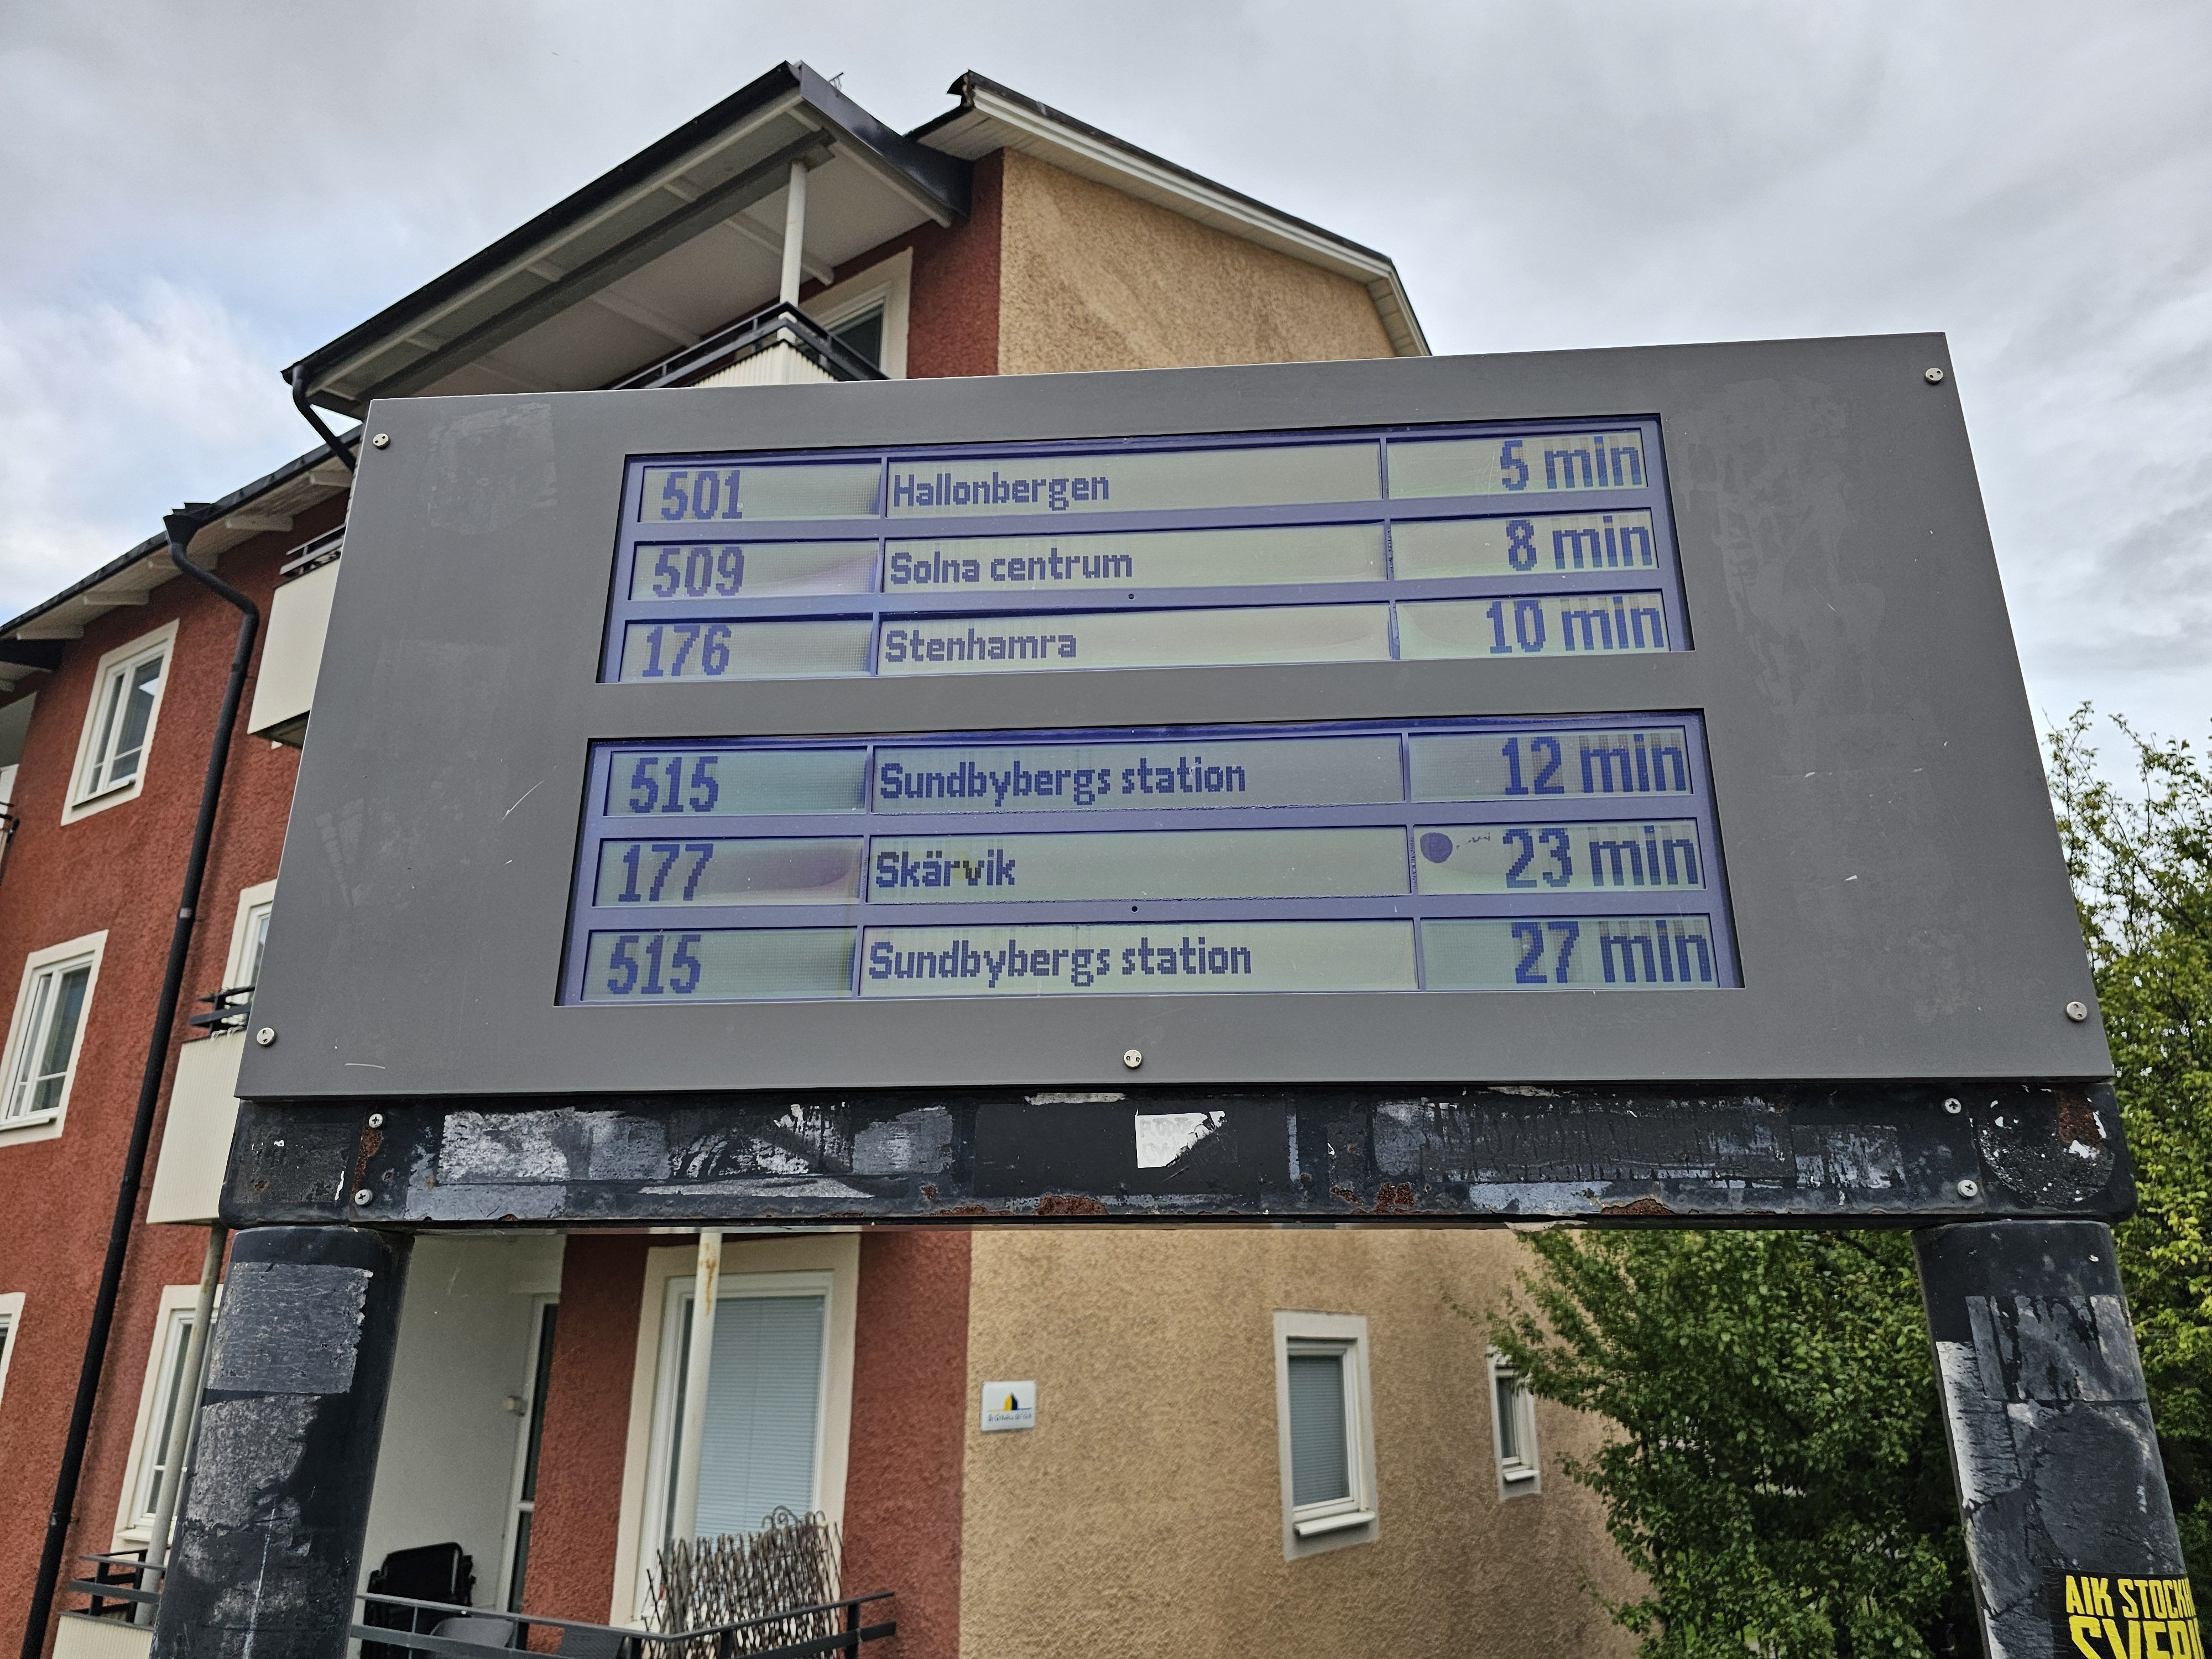 501 Hallonbergen 5 min
509 Solna centrum 8 min
176 Stenhamra 10 min
515 Sundbybergs station 12 min
177 Skärvik 23 min
515 Sundbybergs station 27 min
AIK